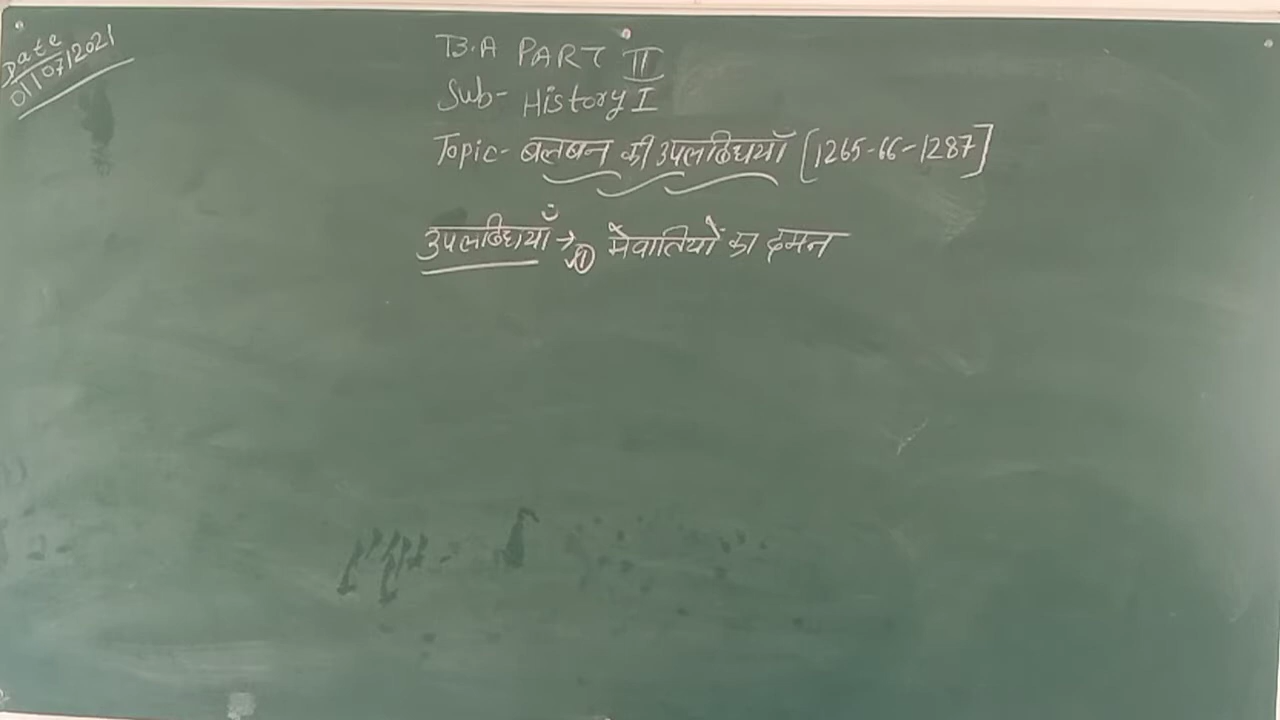 Date
01/07/2021
B.A PART II
Sub- History I
Topic- बलबन की उपलब्धियाँ [1265-66-1287]
उपलब्धियाँ → ① मेवातियों का दमन